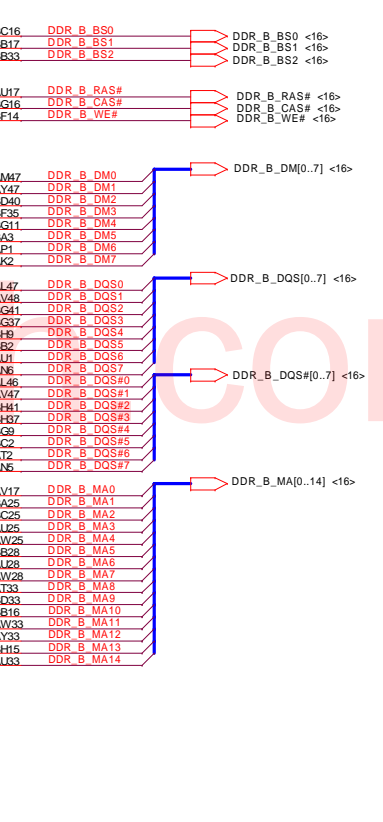 C16 DDR_B_BS0 DDR_B_BS0 <16>
B17 DDR_B_BS1 DDR_B_BS1 <16>
B33 DDR_B_BS2 DDR_B_BS2 <16>
U17 DDR_B_RAS# DDR_B_RAS# <16>
G16 DDR_B_CAS# DDR_B_CAS# <16>
F14 DDR_B_WE# DDR_B_WE# <16>
DDR_B_DM[0..7] <16>
M47 DDR_B_DM0
Y47 DDR_B_DM1
D40 DDR_B_DM2
F35 DDR_B_DM3
G11 DDR_B_DM4
A3 DDR_B_DM5
P1 DDR_B_DM6
K2 DDR_B_DM7
DDR_B_DQS[0..7] <16>
L47 DDR_B_DQS0
V48 DDR_B_DQS1
G41 DDR_B_DQS2
G37 DDR_B_DQS3
H9 DDR_B_DQS4
B2 DDR_B_DQS5
U1 DDR_B_DQS6
N6 DDR_B_DQS7
DDR_B_DQS#[0..7] <16>
L46 DDR_B_DQS#0
V47 DDR_B_DQS#1
H41 DDR_B_DQS#2
H37 DDR_B_DQS#3
G9 DDR_B_DQS#4
C2 DDR_B_DQS#5
T2 DDR_B_DQS#6
N5 DDR_B_DQS#7
DDR_B_MA[0..14] <16>
V17 DDR_B_MA0
A25 DDR_B_MA1
C25 DDR_B_MA2
U25 DDR_B_MA3
W25 DDR_B_MA4
B28 DDR_B_MA5
U28 DDR_B_MA6
W28 DDR_B_MA7
T33 DDR_B_MA8
D33 DDR_B_MA9
B16 DDR_B_MA10
W33 DDR_B_MA11
Y33 DDR_B_MA12
H15 DDR_B_MA13
U33 DDR_B_MA14